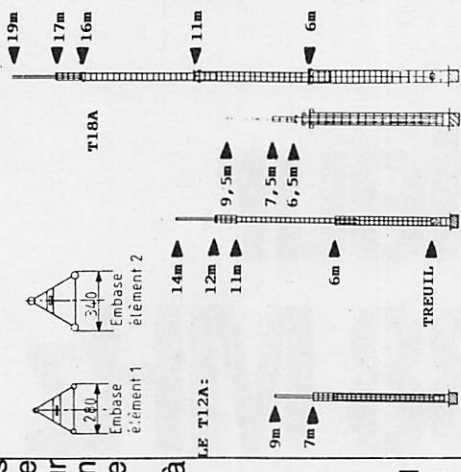 19m
17m
16m
11m
6m
T18A
9,5m
7,5m
6,5m
14m
12m
11m
6m
TREUIL
340
Embase
élément 2
280
Embase
élément 1
LE T12A:
9m
7m
s
e
ur
n
e
à